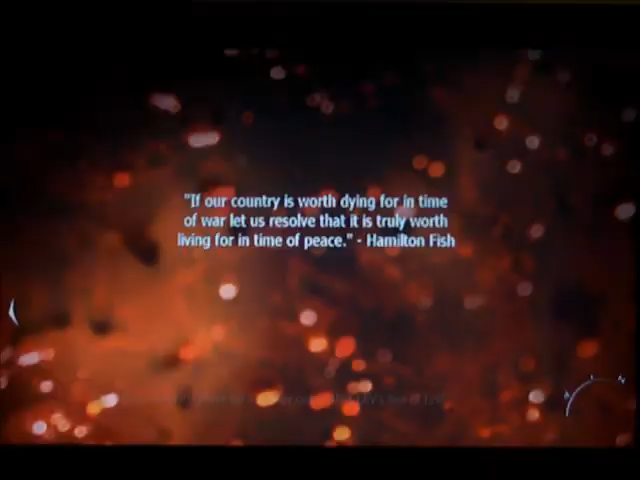 "If our country is worth dying for in time
of war let us resolve that it is truly worth
living for in time of peace." - Hamilton Fish